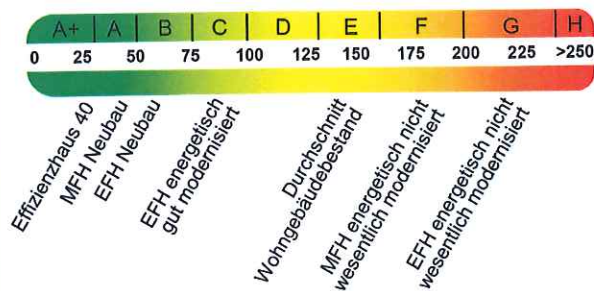 A+ A B C D E F G H
0 25 50 75 100 125 150 175 200 225 >250
Effizienzhaus 40
MFH Neubau
EFH Neubau
EFH energetisch
gut modernisiert
Durchschnitt
Wohngebäudebestand
MFH energetisch nicht
wesentlich modernisiert
EFH energetisch nicht
wesentlich modernisiert